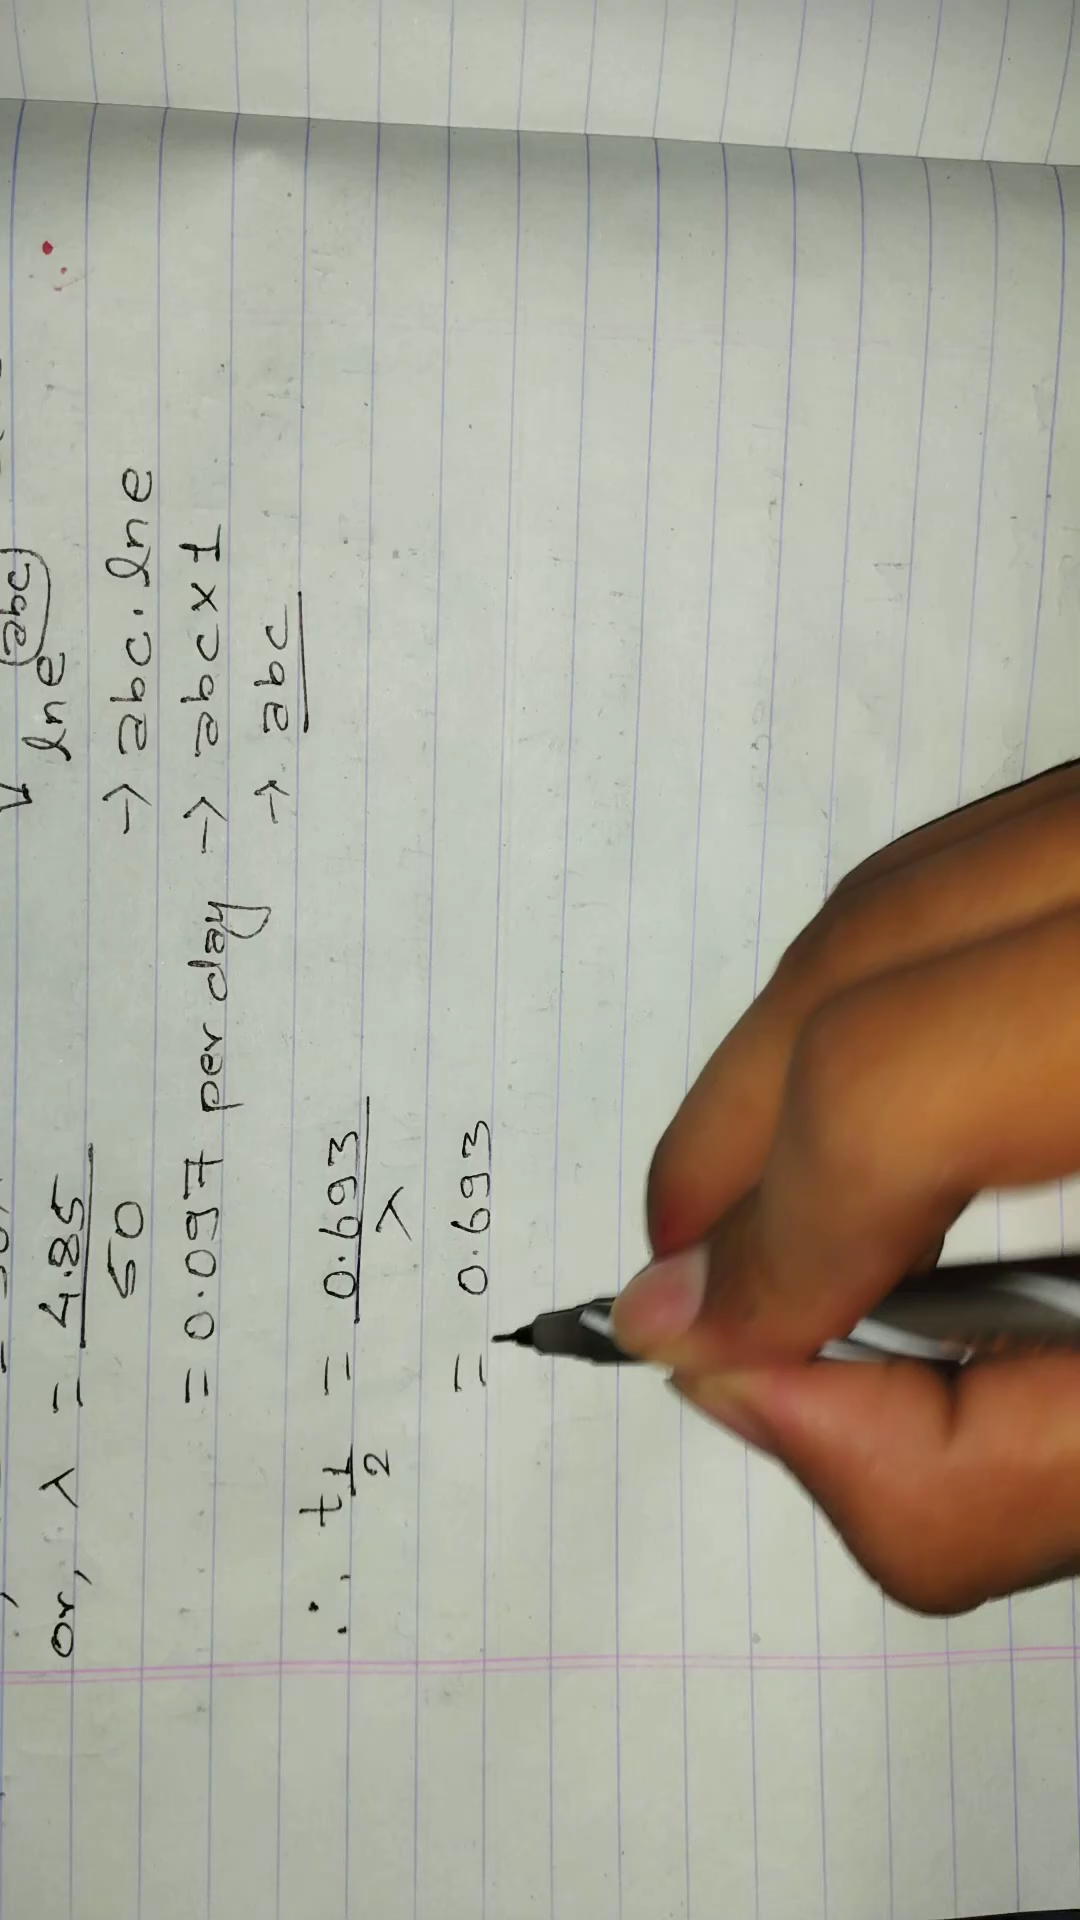 ln e^(abc)
or, λ = 4.85/50
→ abc. ln e
= 0.097 per day → abc x 1
→ abc
∴ t1/2 = 0.693/λ
= 0.693